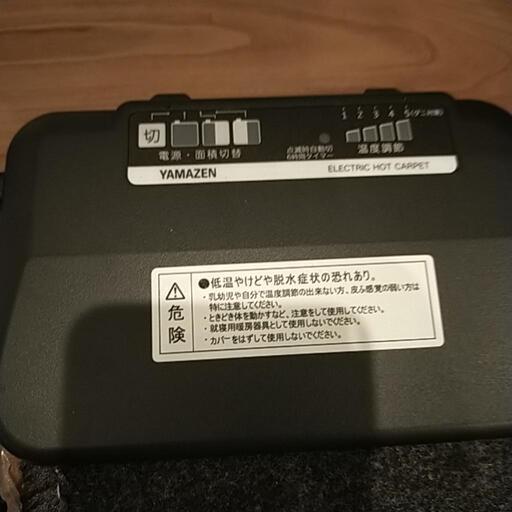 1 2 3 4 5(ダニ対策)
切
電源・面積切替
点滅時自動切
6時間タイマー
温度調節
YAMAZEN
ELECTRIC HOT CARPET
危険
●低温やけどや脱水症状の恐れあり。
・乳幼児や自分で温度調節の出来ない方、皮ふ感覚の弱い方は
特に注意してください。
・ときどき体を動かすなど、注意をして使用してください。
・就寝用暖房器具として使用しないでください。
・カバーをはずして使用しないでください。